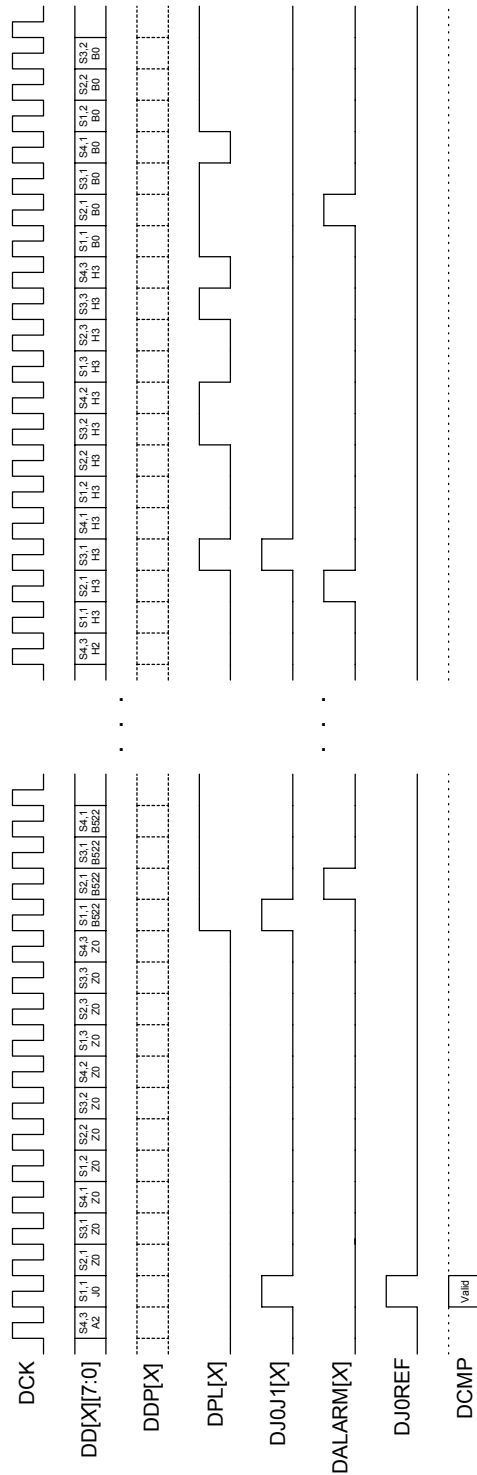 DCK
DD[X][7:0]
S4,3 S1,1 S2,1 S3,1 S4,1 S1,2 S2,2 S3,2 S4,2 S1,3 S2,3 S3,3 S4,3 S1,1 S2,1 S3,1 S4,1 S4,3 S1,1 S2,1 S3,1 S4,1 S1,2 S2,2 S3,2 S4,2 S1,3 S2,3 S3,3 S4,3 S1,1 S2,1 S3,1 S4,1 S1,2 S2,2 S3,2
A2 J0 Z0 Z0 Z0 Z0 Z0 Z0 Z0 Z0 Z0 Z0 Z0 B522 B522 B522 B522 H2 H3 H3 H3 H3 H3 H3 H3 H3 H3 H3 H3 H3 B0 B0 B0 B0 B0 B0 B0
DDP[X]
. . .
DPL[X]
DJ0J1[X]
DALARM[X]
. . .
DJ0REF
DCMP
Valid